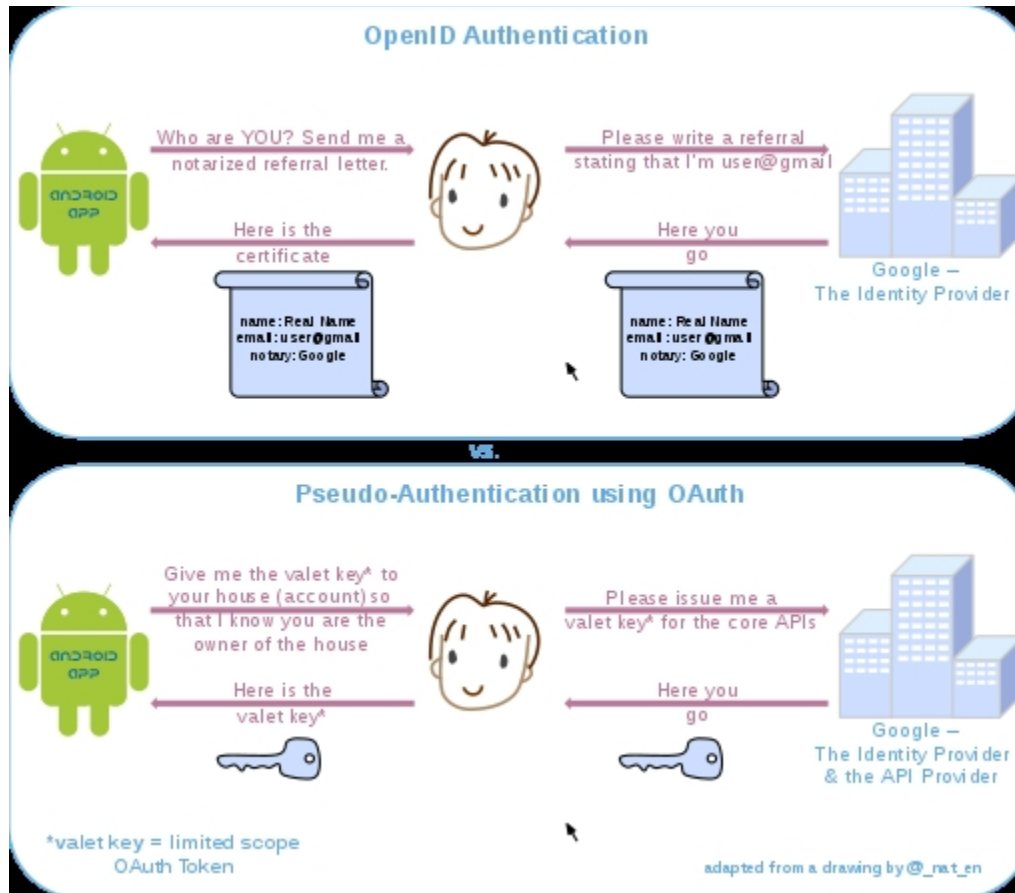 OpenID Authentication
Who are YOU? Send me a
notarized referral letter.
Please write a referral
stating that I'm user@gmail
ANDROID
APP
Here is the
certificate
Here you
go
Google –
The Identity Provider
name: Real Name
email: user@gmail
notary: Google
name: Real Name
email: user@gmail
notary: Google
vs.
Pseudo-Authentication using OAuth
Give me the valet key* to
your house (account) so
that I know you are the
owner of the house
Please issue me a
valet key* for the core APIs
ANDROID
APP
Here is the
valet key*
Here you
go
Google –
The Identity Provider
& the API Provider
*valet key = limited scope
OAuth Token
adapted from a drawing by @_nat_en